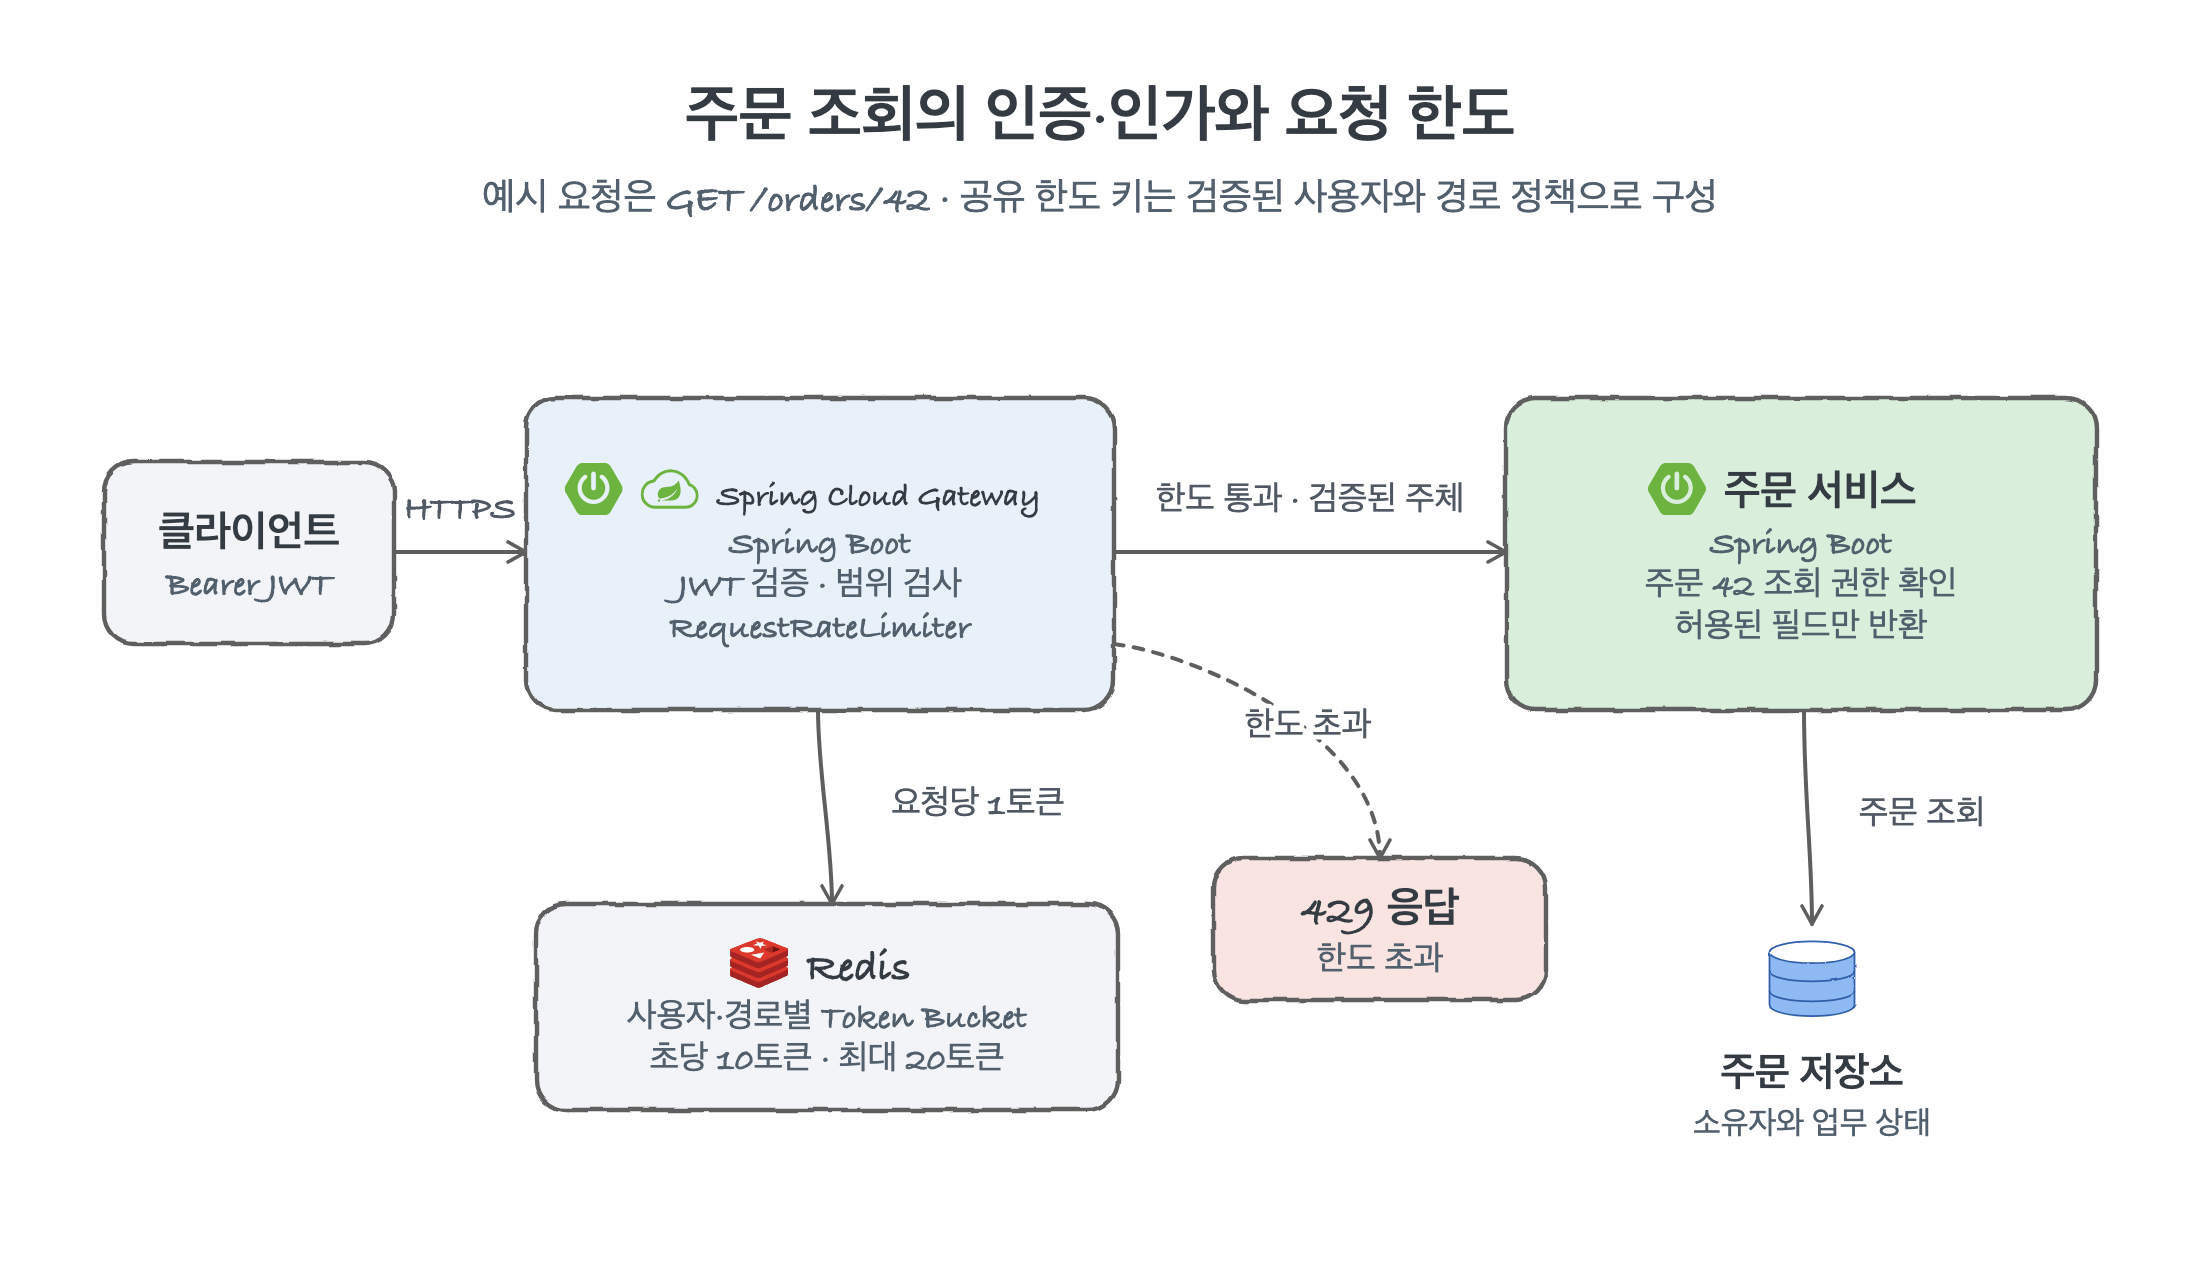 주문 조회의 인증·인가와 요청 한도
예시 요청은 GET /orders/42 · 공유 한도 키는 검증된 사용자와 경로 정책으로 구성
클라이언트
Bearer JWT
HTTPS
Spring Cloud Gateway
Spring Boot
JWT 검증 · 범위 검사
RequestRateLimiter
한도 통과 · 검증된 주체
주문 서비스
Spring Boot
주문 42 조회 권한 확인
허용된 필드만 반환
한도 초과
요청당 1토큰
주문 조회
429 응답
한도 초과
Redis
사용자·경로별 Token Bucket
초당 10토큰 · 최대 20토큰
주문 저장소
소유자와 업무 상태